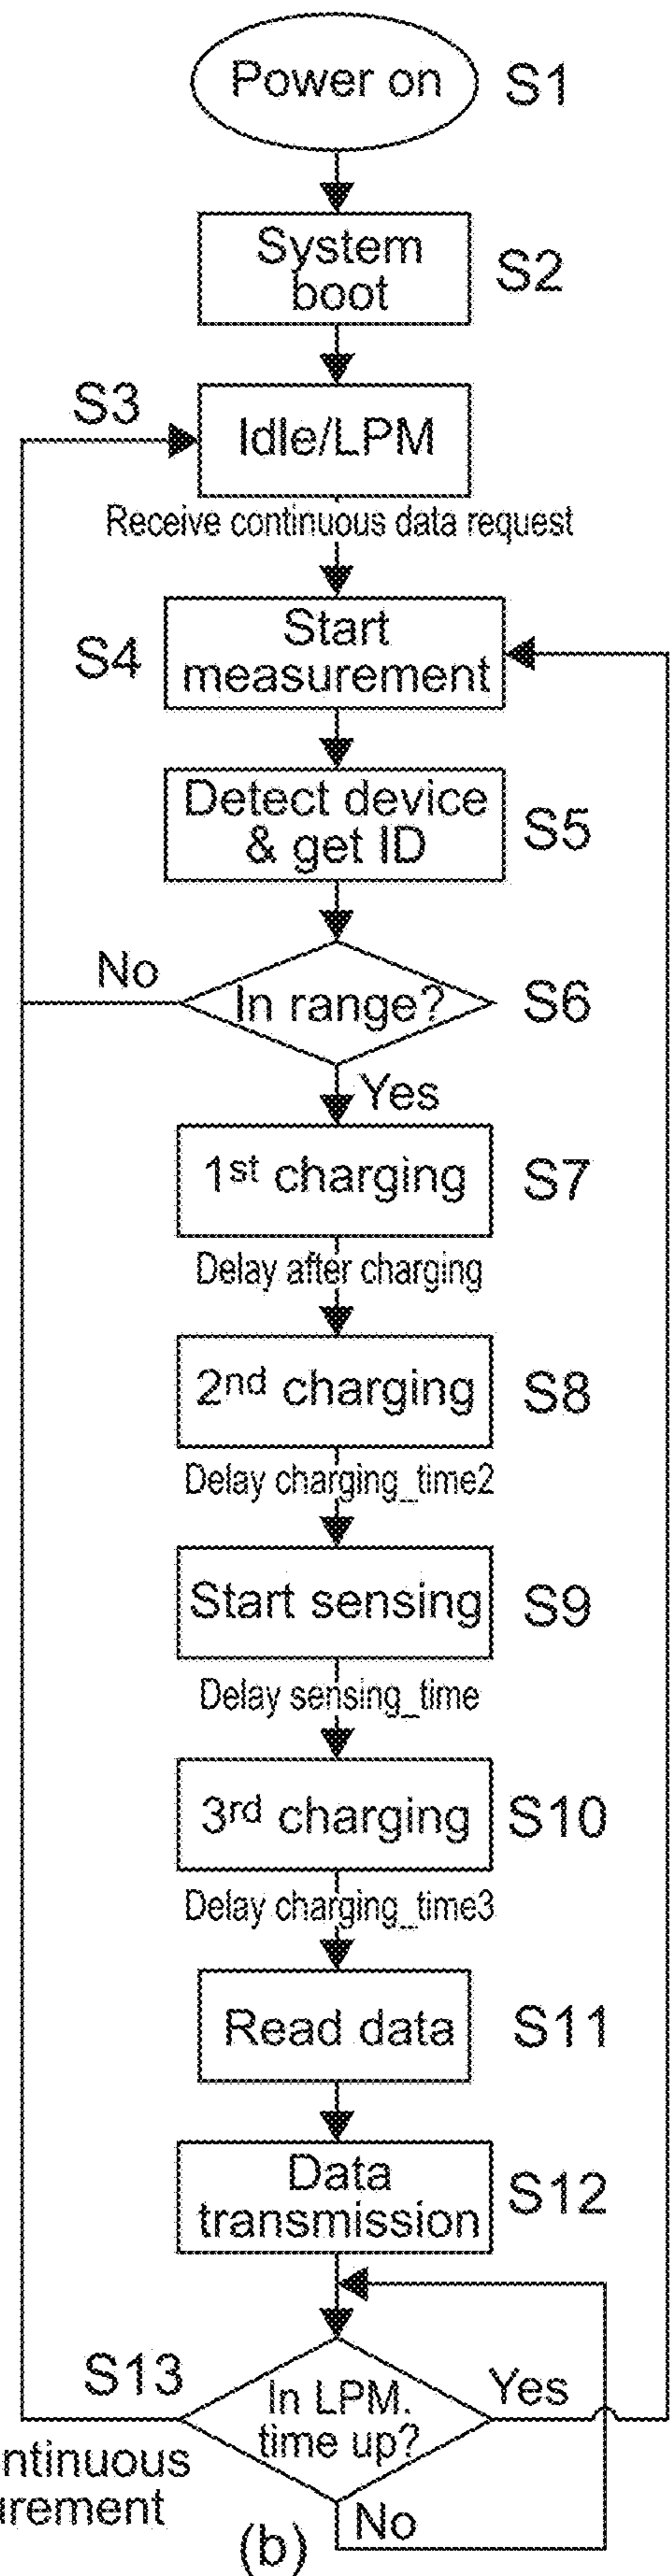 Power on
S1
System
boot
S2
S3
Idle/LPM
Receive continuous data request
S4
Start
measurement
Detect device
& get ID
S5
No
In range?
S6
Yes
1st charging
S7
Delay after charging
2nd charging
S8
Delay charging_time2
Start sensing
S9
Delay sensing_time
3rd charging
S10
Delay charging_time3
Read data
S11
Data
transmission
S12
S13
In LPM.
time up?
Yes
ntinuous
urement
No
(b)